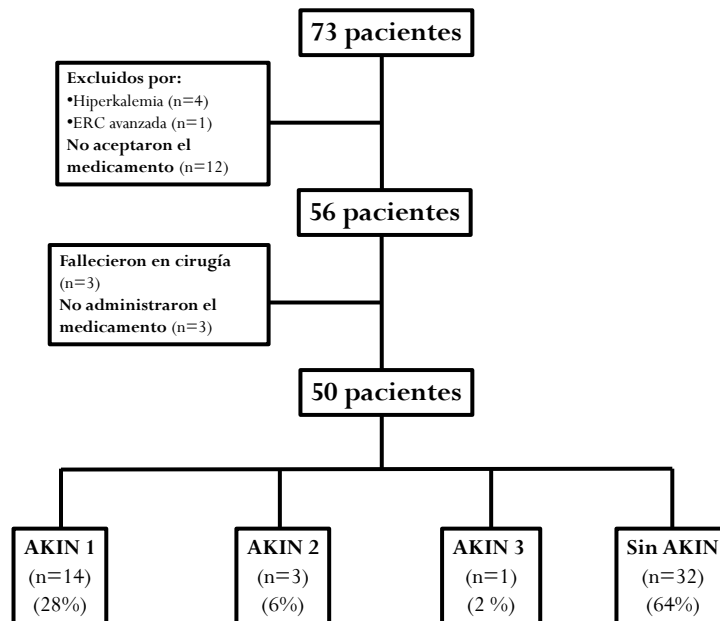 73 pacientes
Excluidos por:
•Hiperkalemia (n=4)
•ERC avanzada (n=1)
No aceptaron el
medicamento (n=12)
56 pacientes
Fallecieron en cirugía
(n=3)
No administraron el
medicamento (n=3)
50 pacientes
AKIN 1
(n=14)
(28%)
AKIN 2
(n=3)
(6%)
AKIN 3
(n=1)
(2 %)
Sin AKIN
(n=32)
(64%)